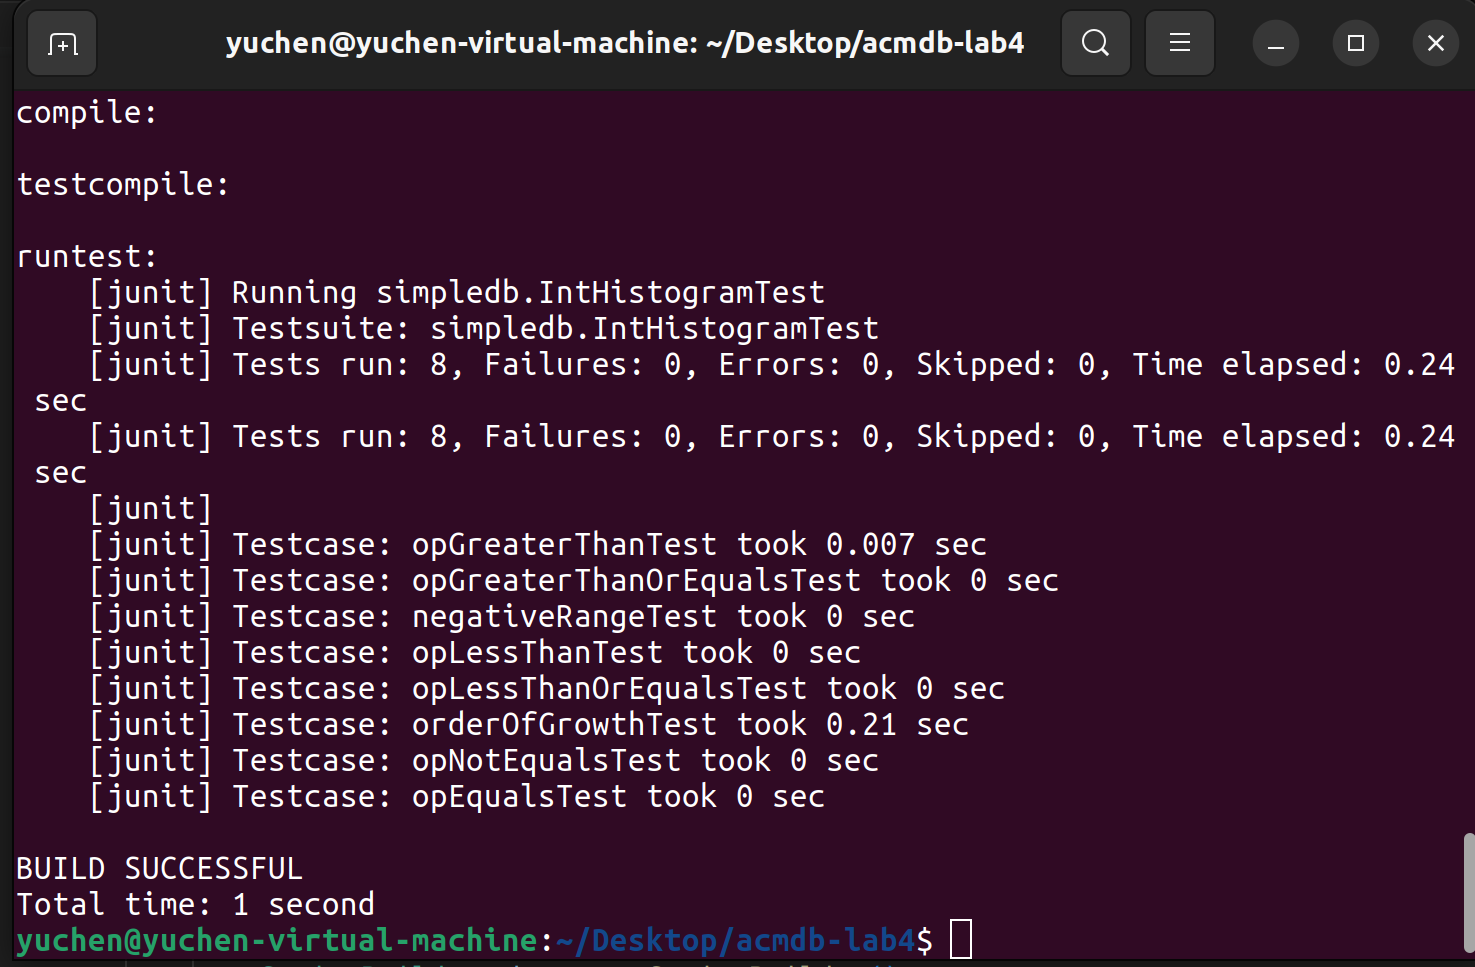 yuchen@yuchen-virtual-machine: ~/Desktop/acmdb-lab4
compile:
testcompile:
runtest:
[junit] Running simpledb.IntHistogramTest
[junit] Testsuite: simpledb.IntHistogramTest
[junit] Tests run: 8, Failures: 0, Errors: 0, Skipped: 0, Time elapsed: 0.24
sec
[junit] Tests run: 8, Failures: 0, Errors: 0, Skipped: 0, Time elapsed: 0.24
sec
[junit]
[junit] Testcase: opGreaterThanTest took 0.007 sec
[junit] Testcase: opGreaterThanOrEqualsTest took 0 sec
[junit] Testcase: negativeRangeTest took 0 sec
[junit] Testcase: opLessThanTest took 0 sec
[junit] Testcase: opLessThanOrEqualsTest took 0 sec
[junit] Testcase: orderOfGrowthTest took 0.21 sec
[junit] Testcase: opNotEqualsTest took 0 sec
[junit] Testcase: opEqualsTest took 0 sec
BUILD SUCCESSFUL
Total time: 1 second
yuchen@yuchen-virtual-machine:~/Desktop/acmdb-lab4$